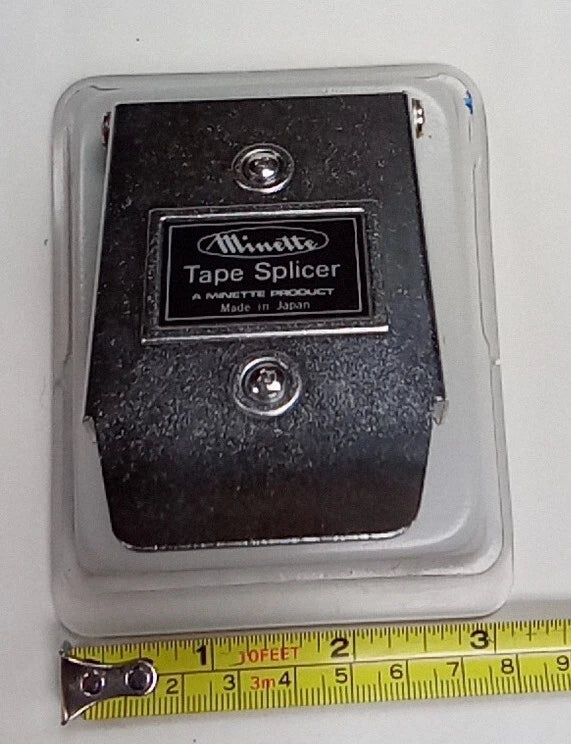 Minette
Tape Splicer
A MINETTE PRODUCT
Made in Japan
1 10FEET 2 3
2 3 3m 4 5 6 7 8 9